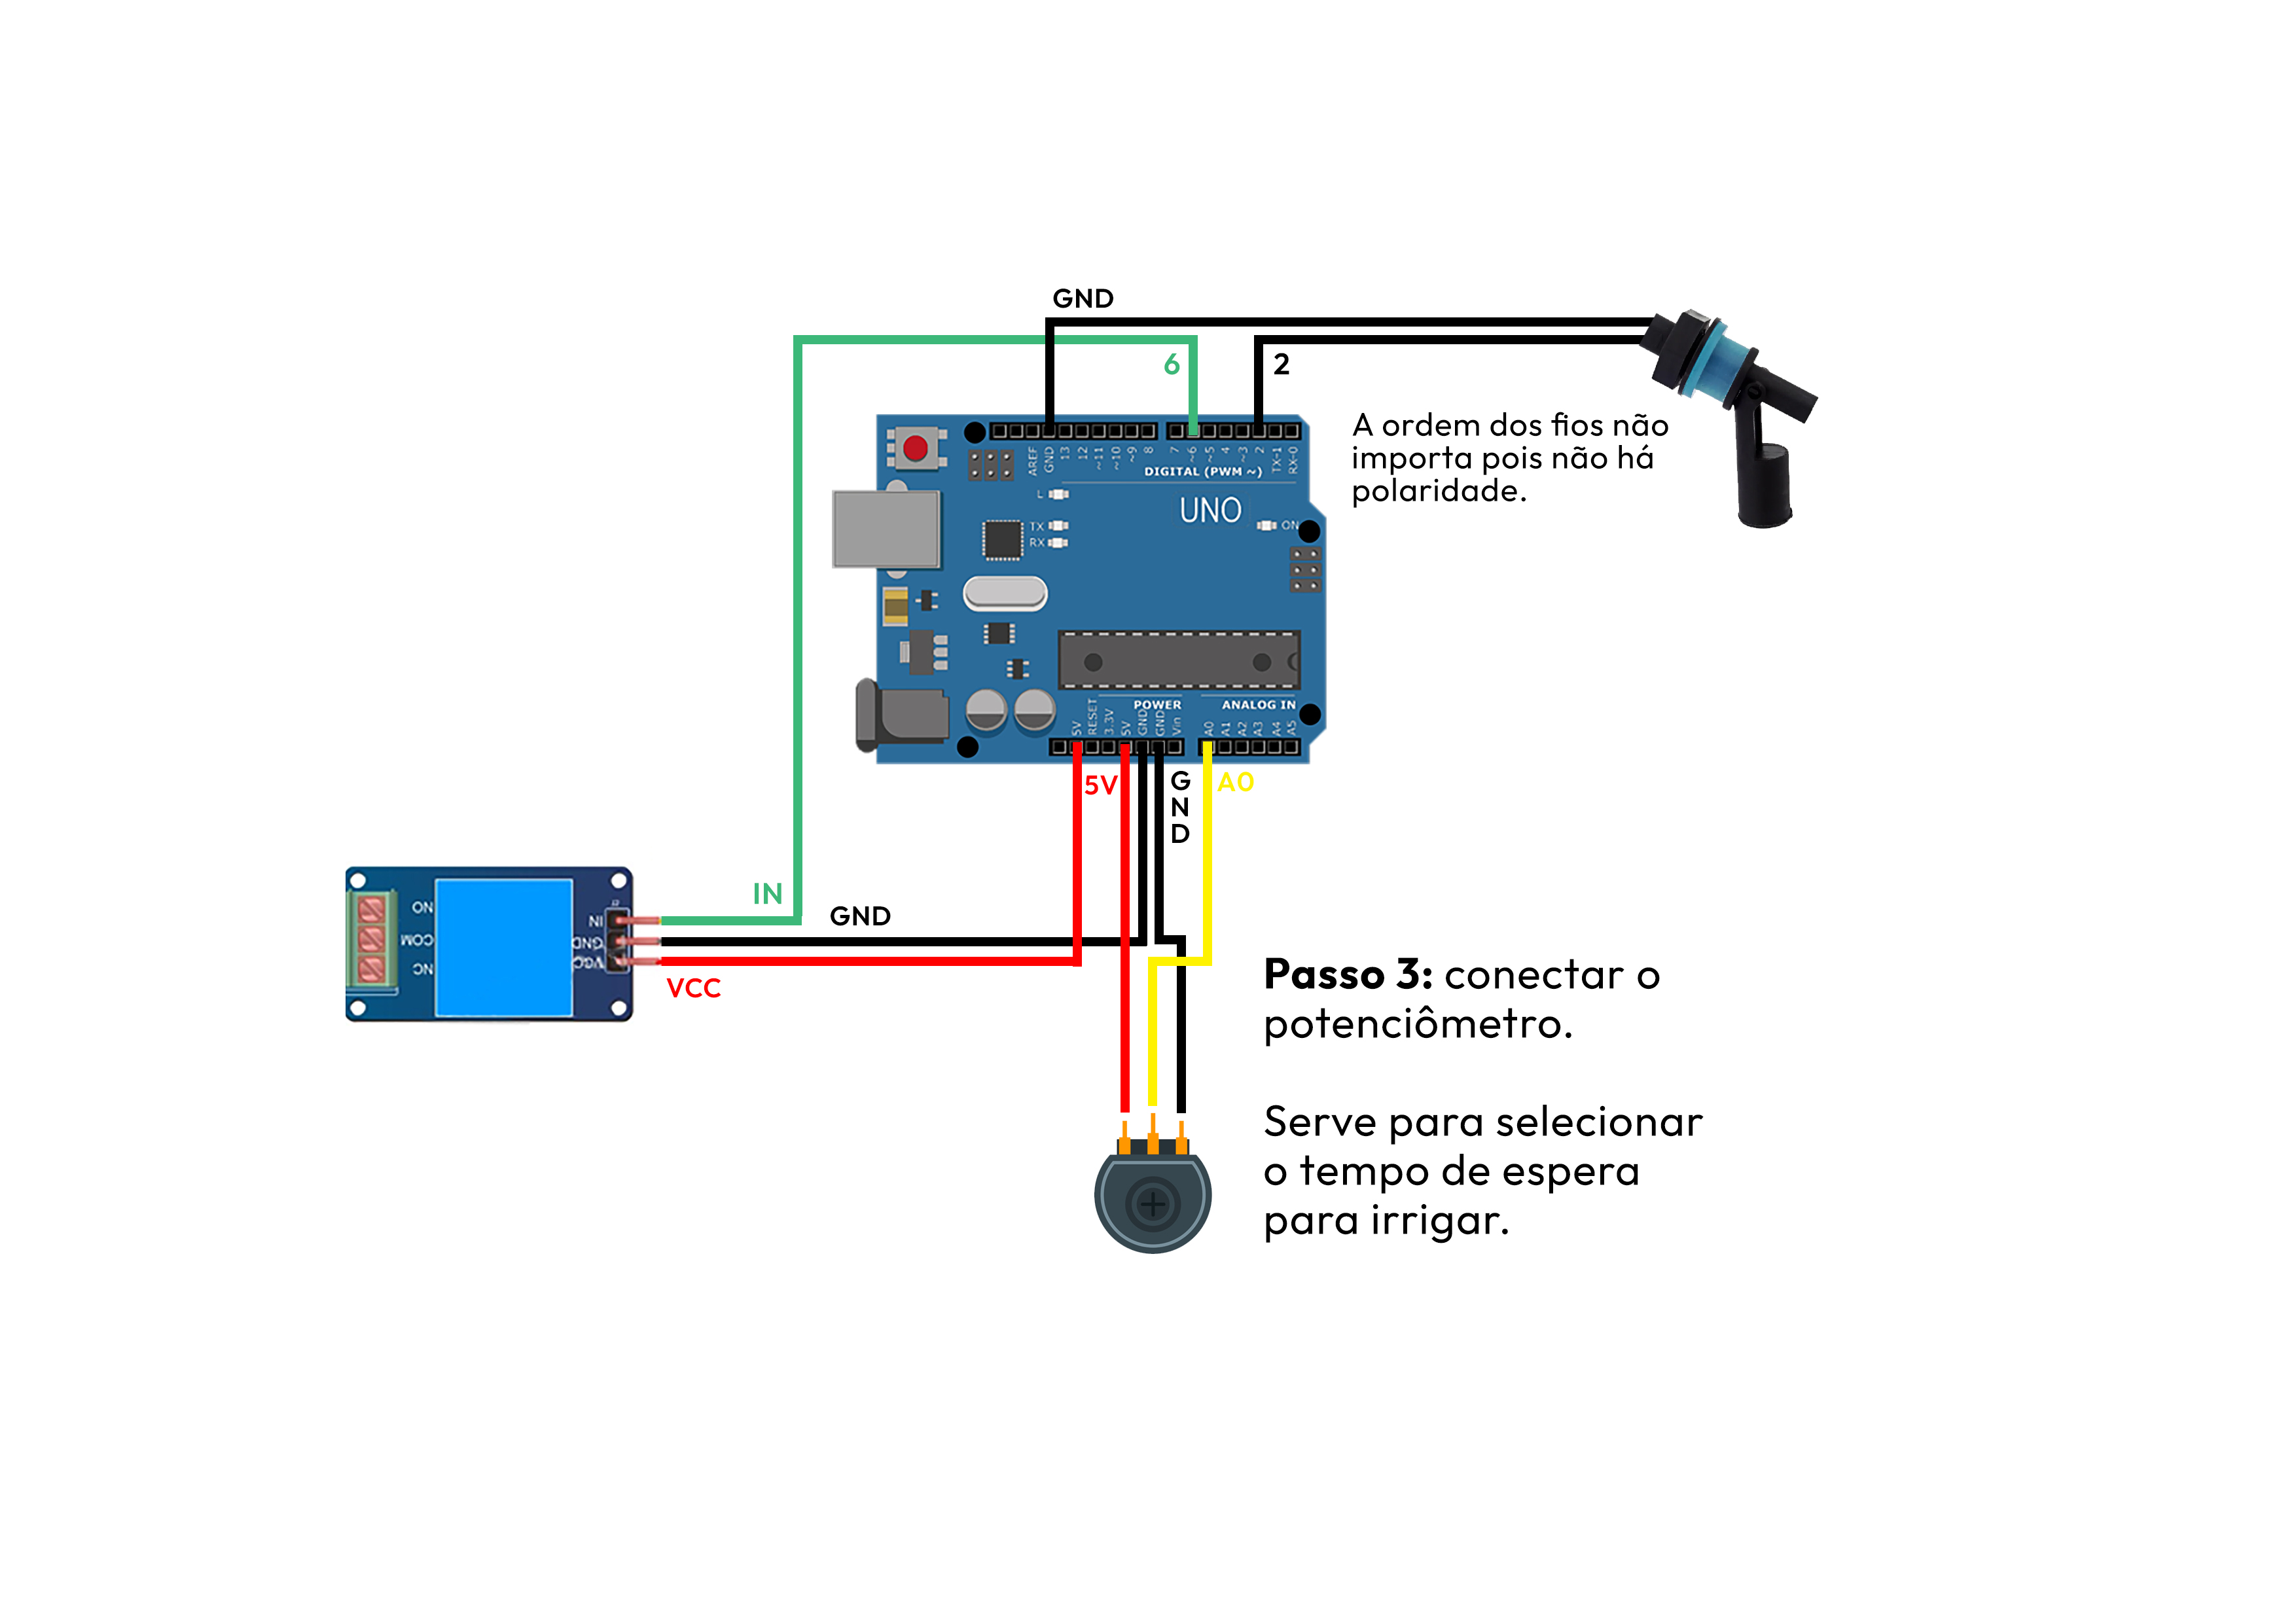 GND
6
2
A ordem dos fios não
importa pois não há
polaridade.
AREF
GND
13
12
~11
~10
~9
8
7
~6
~5
4
~3
2
TX-1
RX-0
DIGITAL (PWM ~)
L
UNO
TX
RX
ON
POWER
ANALOG IN
5V
RESET
3.3V
5V
GND
GND
Vin
A0
A1
A2
A3
A4
A5
5V
G
N
D
A0
IN
GND
VCC
NO
COM
NC
IN
GND
VCC
Passo 3: conectar o
potenciômetro.
Serve para selecionar
o tempo de espera
para irrigar.